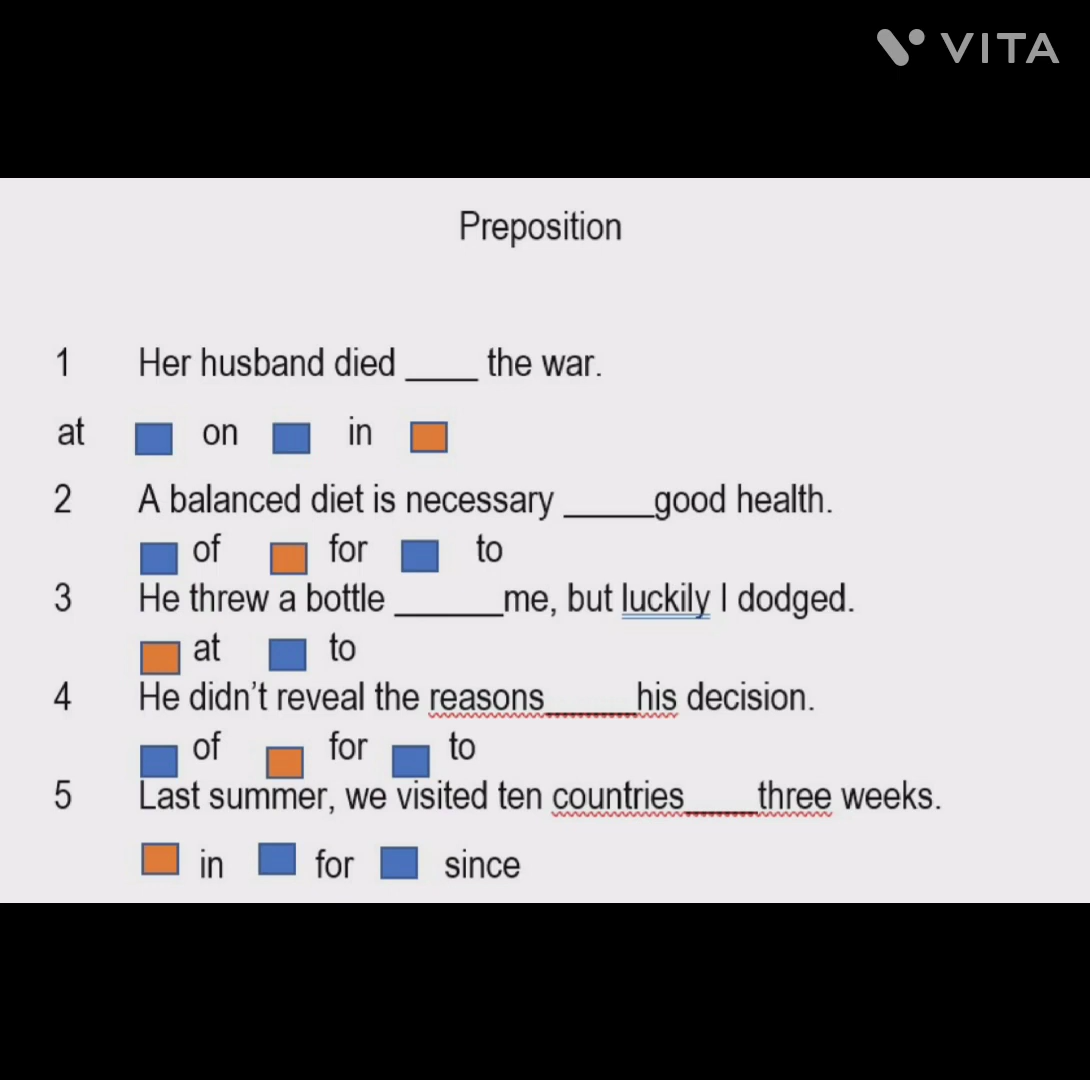 VITA
Preposition
1 Her husband died ____ the war.
at on in
2 A balanced diet is necessary _____good health.
of for to
3 He threw a bottle ______me, but luckily I dodged.
at to
4 He didn’t reveal the reasons_____his decision.
of for to
5 Last summer, we visited ten countries____three weeks.
in for since